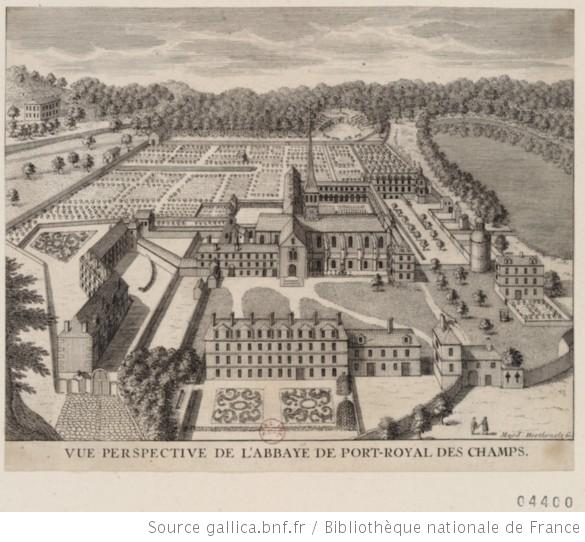 VUE PERSPECTIVE DE L'ABBAYE DE PORT-ROYAL DES CHAMPS.
04400
Source gallica.bnf.fr / Bibliothèque nationale de France